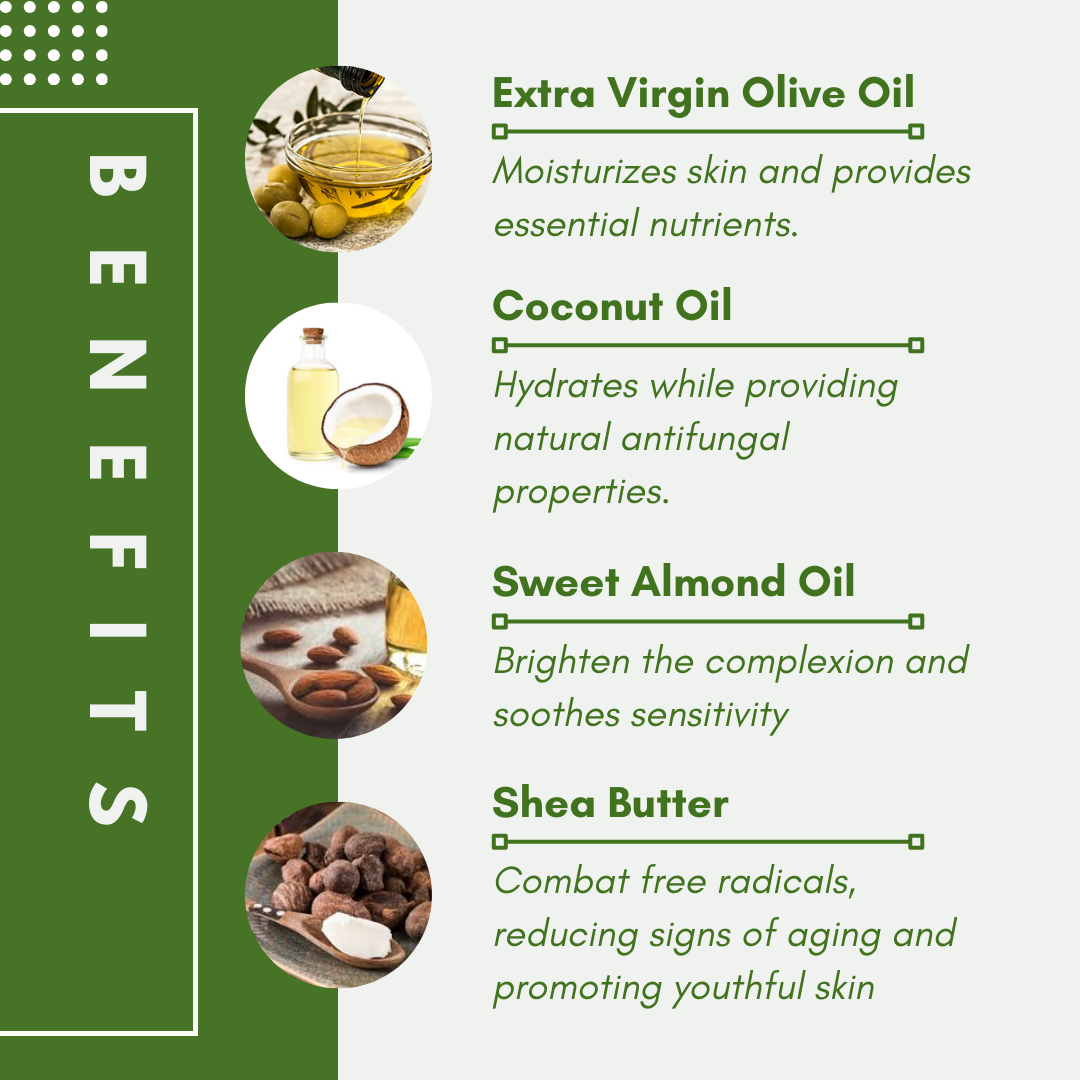 BENEFITS
Extra Virgin Olive Oil
Moisturizes skin and provides
essential nutrients.
Coconut Oil
Hydrates while providing
natural antifungal
properties.
Sweet Almond Oil
Brighten the complexion and
soothes sensitivity
Shea Butter
Combat free radicals,
reducing signs of aging and
promoting youthful skin